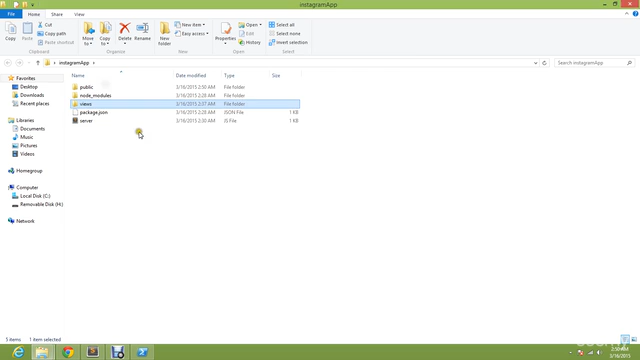 instagramApp
File Home Share View
Copy Paste Cut Copy path Paste shortcut Move to Copy to Delete Rename New folder New item Easy access Properties Open Edit History Select all Select none Invert selection
Clipboard Organize New Open Select
instagramApp
Search instagramApp
Name Date modified Type Size
Favorites
Desktop
Downloads
Recent places
Libraries
Documents
Music
Pictures
Videos
Homegroup
Computer
Local Disk (C:)
Removable Disk (H:)
Network
public 3/16/2015 2:50 AM File folder
node_modules 3/16/2015 2:28 AM File folder
views 3/16/2015 2:37 AM File folder
package.json 3/16/2015 2:28 AM JSON File 1 KB
server 3/16/2015 2:30 AM JS File 1 KB
5 items 1 item selected
3/16/2015